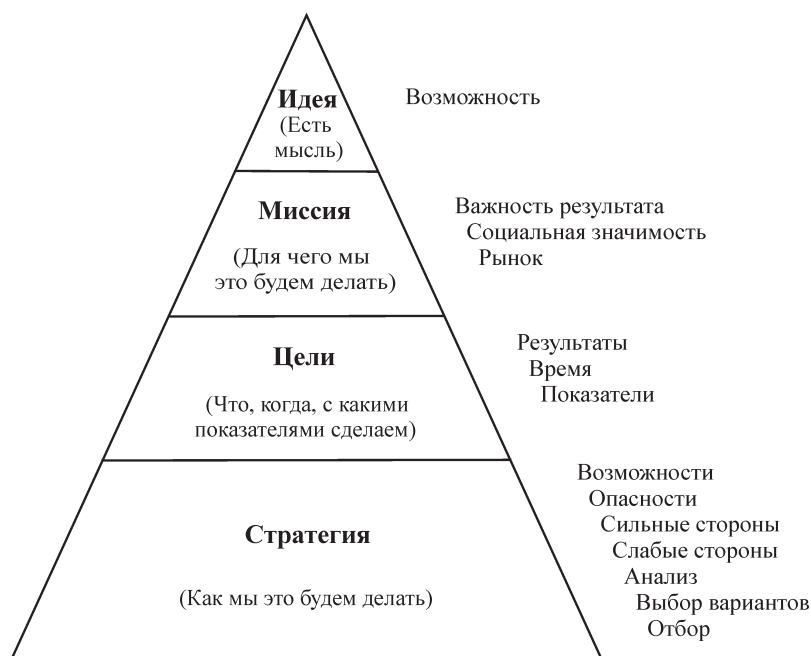 Идея
(Есть
мысль)
Возможность
Миссия
(Для чего мы
это будем делать)
Важность результата
Социальная значимость
Рынок
Цели
(Что, когда, с какими
показателями сделаем)
Результаты
Время
Показатели
Стратегия
(Как мы это будем делать)
Возможности
Опасности
Сильные стороны
Слабые стороны
Анализ
Выбор вариантов
Отбор